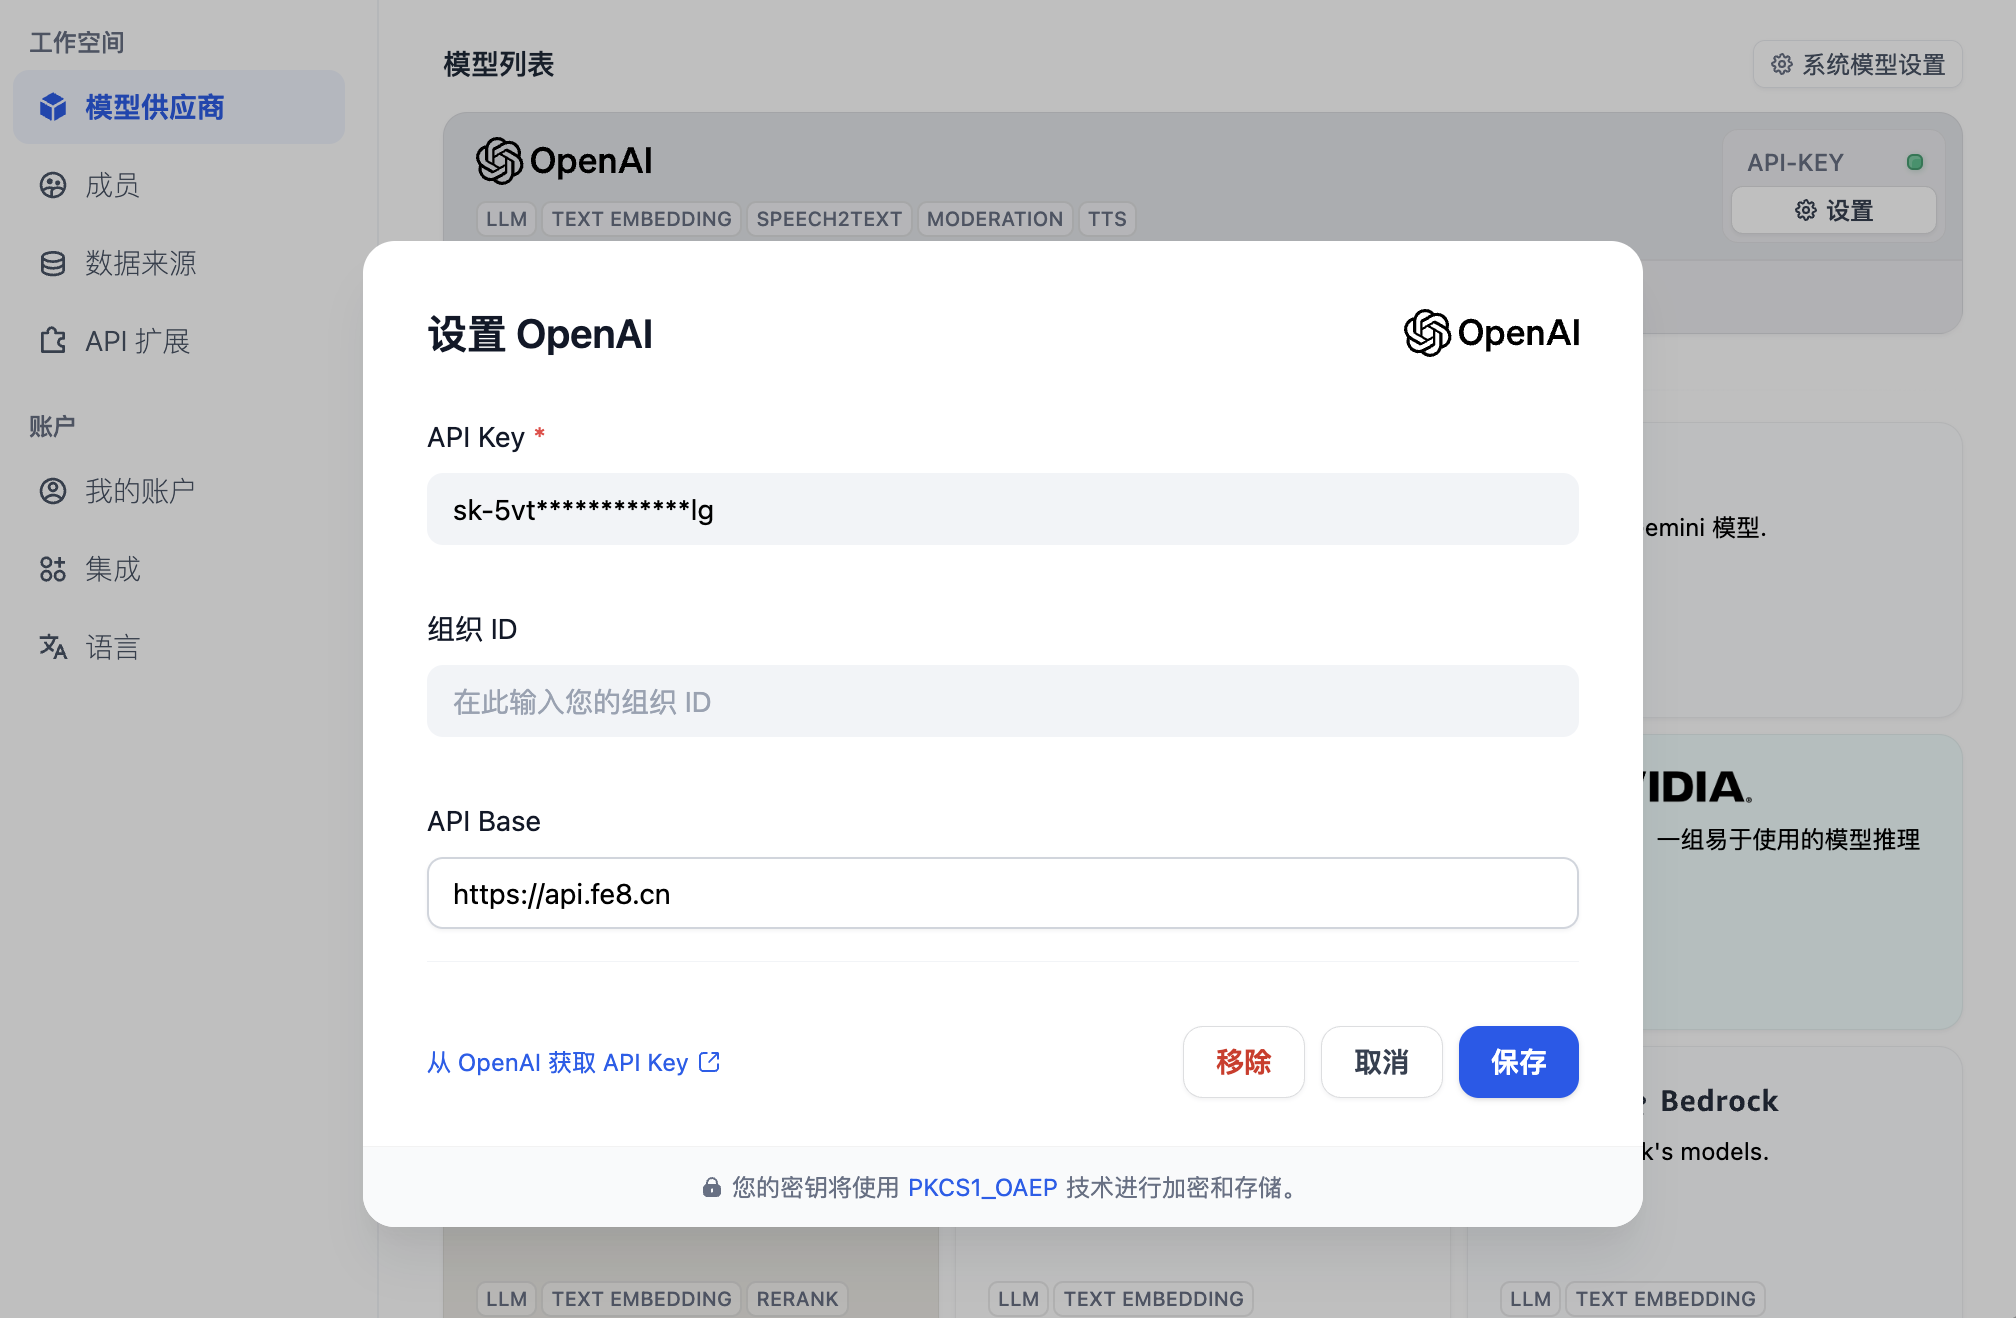 工作空间
模型供应商
成员
数据来源
API 扩展
账户
我的账户
集成
语言
模型列表
系统模型设置
OpenAI
API-KEY
LLM TEXT EMBEDDING SPEECH2TEXT MODERATION TTS
设置
设置 OpenAI
OpenAI
API Key *
sk-5vt************lg
组织 ID
在此输入您的组织 ID
API Base
https://api.fe8.cn
从 OpenAI 获取 API Key
移除 取消 保存
您的密钥将使用 PKCS1_OAEP 技术进行加密和存储。
emini 模型.
VIDIA.
一组易于使用的模型推理
Bedrock
k's models.
LLM TEXT EMBEDDING RERANK
LLM TEXT EMBEDDING
LLM TEXT EMBEDDING